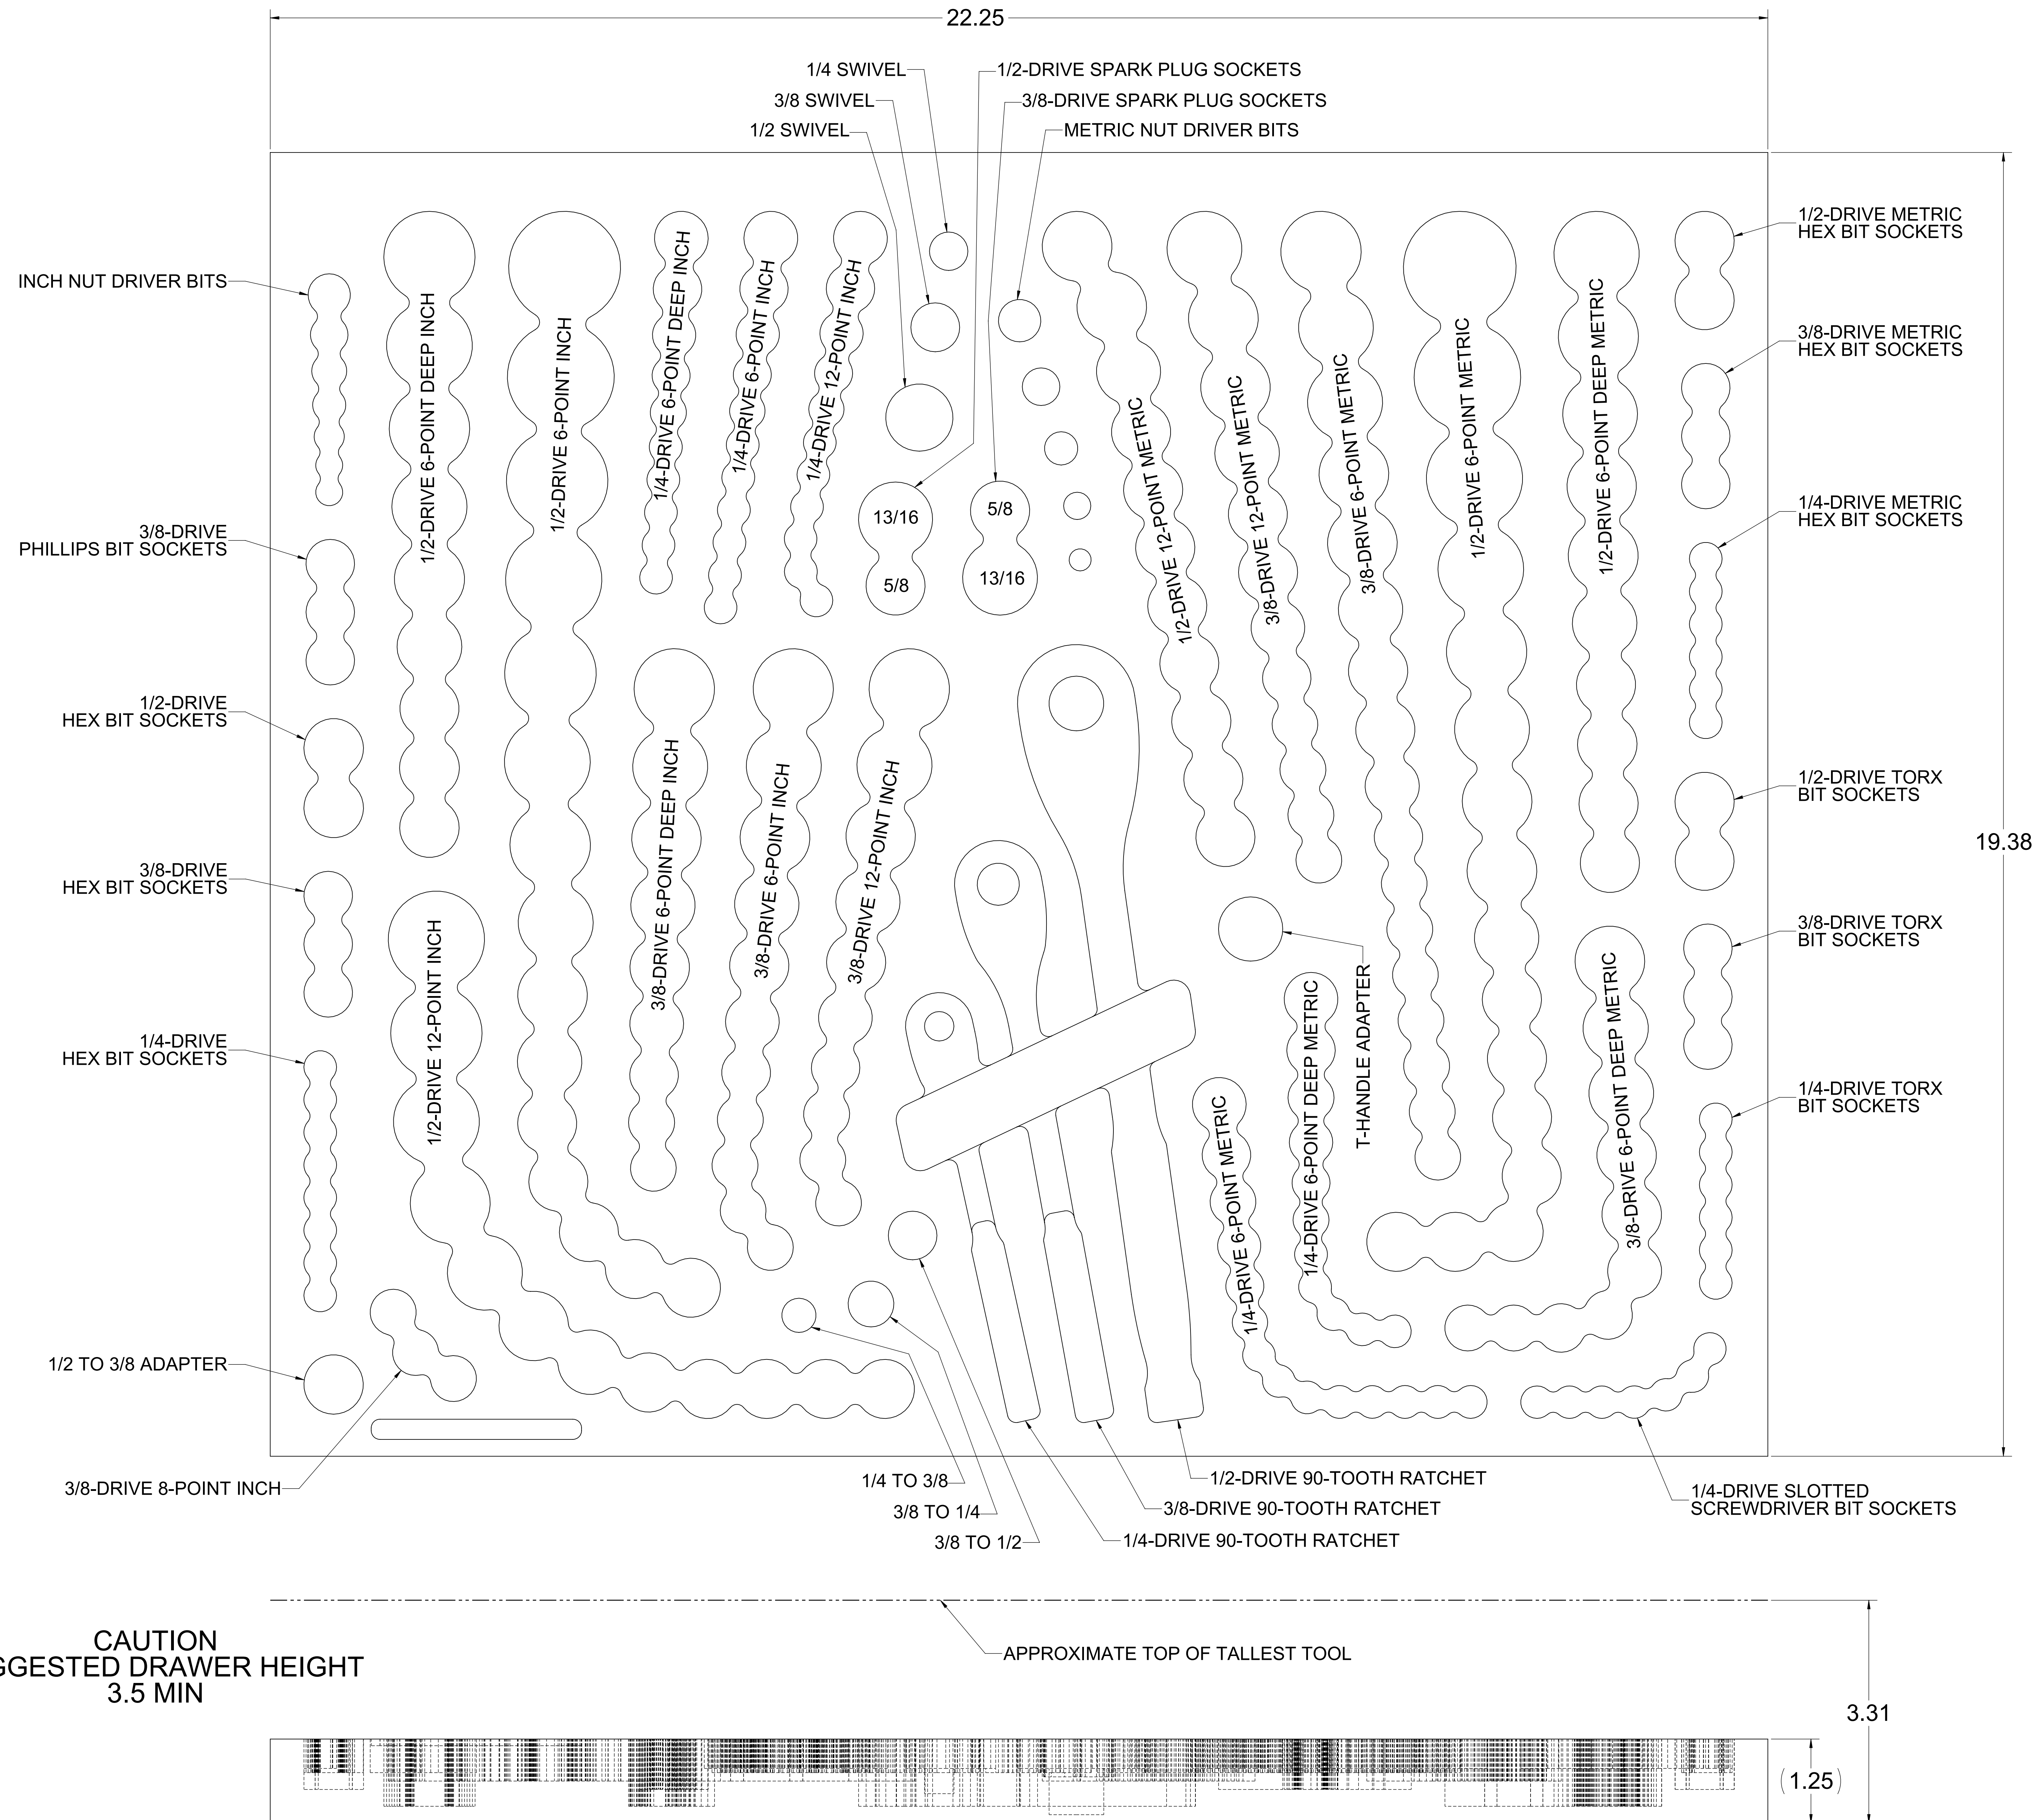 22.25
1/4 SWIVEL
1/2-DRIVE SPARK PLUG SOCKETS
3/8 SWIVEL
3/8-DRIVE SPARK PLUG SOCKETS
1/2 SWIVEL
METRIC NUT DRIVER BITS
INCH NUT DRIVER BITS
3/8-DRIVE
PHILLIPS BIT SOCKETS
1/2-DRIVE
HEX BIT SOCKETS
3/8-DRIVE
HEX BIT SOCKETS
1/4-DRIVE
HEX BIT SOCKETS
1/2 TO 3/8 ADAPTER
3/8-DRIVE 8-POINT INCH
1/2-DRIVE 6-POINT DEEP INCH
1/2-DRIVE 6-POINT INCH
1/4-DRIVE 6-POINT DEEP INCH
1/4-DRIVE 6-POINT INCH
1/4-DRIVE 12-POINT INCH
13/16
5/8
5/8
13/16
1/2-DRIVE 12-POINT METRIC
3/8-DRIVE 12-POINT METRIC
3/8-DRIVE 6-POINT METRIC
1/2-DRIVE 6-POINT METRIC
1/2-DRIVE 6-POINT DEEP METRIC
1/2-DRIVE 12-POINT INCH
3/8-DRIVE 6-POINT DEEP INCH
3/8-DRIVE 6-POINT INCH
3/8-DRIVE 12-POINT INCH
1/4-DRIVE 6-POINT METRIC
1/4-DRIVE 6-POINT DEEP METRIC
T-HANDLE ADAPTER
3/8-DRIVE 6-POINT DEEP METRIC
1/2-DRIVE METRIC
HEX BIT SOCKETS
3/8-DRIVE METRIC
HEX BIT SOCKETS
1/4-DRIVE METRIC
HEX BIT SOCKETS
1/2-DRIVE TORX
BIT SOCKETS
19.38
3/8-DRIVE TORX
BIT SOCKETS
1/4-DRIVE TORX
BIT SOCKETS
1/4 TO 3/8
3/8 TO 1/4
3/8 TO 1/2
1/2-DRIVE 90-TOOTH RATCHET
3/8-DRIVE 90-TOOTH RATCHET
1/4-DRIVE 90-TOOTH RATCHET
1/4-DRIVE SLOTTED
SCREWDRIVER BIT SOCKETS
CAUTION
GGESTED DRAWER HEIGHT
3.5 MIN
APPROXIMATE TOP OF TALLEST TOOL
3.31
(1.25)